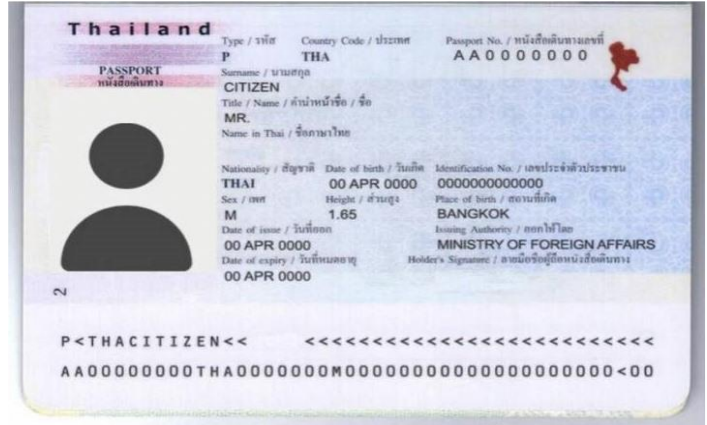 Thailand
PASSPORT
หนังสือเดินทาง
Type / รหัส Country Code / ประเทศ Passport No. / หนังสือเดินทางเลขที่
P THA AA0000000
Surname / นามสกุล
CITIZEN
Title / Name / คำนำหน้าชื่อ / ชื่อ
MR.
Name in Thai / ชื่อภาษาไทย
Nationality / สัญชาติ Date of birth / วันเกิด Identification No. / เลขประจำตัวประชาชน
THAI 00 APR 0000 0000000000000
Sex / เพศ Height / ส่วนสูง Place of birth / สถานที่เกิด
M 1.65 BANGKOK
Date of issue / วันที่ออก Issuing Authority / ออกให้โดย
00 APR 0000 MINISTRY OF FOREIGN AFFAIRS
Date of expiry / วันที่หมดอายุ Holder's Signature / ลายมือชื่อผู้ถือหนังสือเดินทาง
00 APR 0000
2
P<THACITIZEN<< <<<<<<<<<<<<<<<<<<<<<<<<<<
AA00000000THA0000000M00000000000000000000000<00